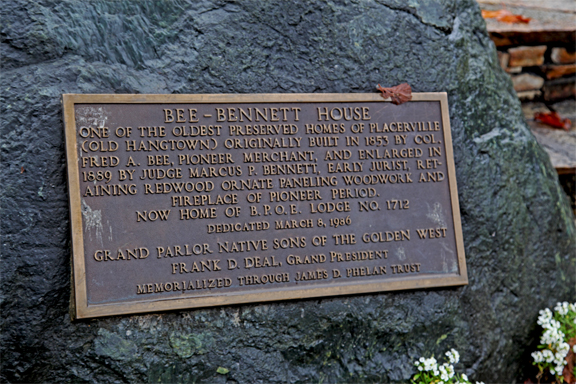 BEE-BENNETT HOUSE
ONE OF THE OLDEST PRESERVED HOMES OF PLACERVILLE
(OLD HANGTOWN) ORIGINALLY BUILT IN 1853 BY COL.
FRED A. BEE, PIONEER MERCHANT, AND ENLARGED IN
1889 BY JUDGE MARCUS P. BENNETT, EARLY JURIST, RET-
AINING REDWOOD ORNATE PANELING WOODWORK AND
FIREPLACE OF PIONEER PERIOD.
NOW HOME OF B.P.O.E. LODGE NO. 1712
DEDICATED MARCH 8, 1986
GRAND PARLOR NATIVE SONS OF THE GOLDEN WEST
FRANK D. DEAL, GRAND PRESIDENT
MEMORIALIZED THROUGH JAMES D. PHELAN TRUST